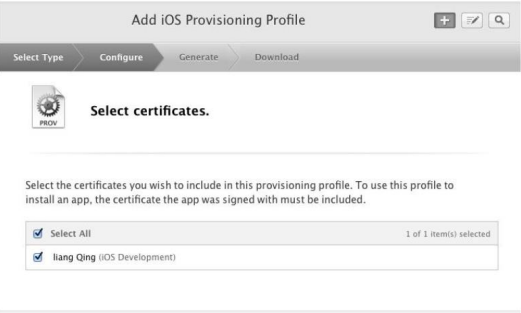 Add iOS Provisioning Profile
Select Type Configure Generate Download
PROV
Select certificates.
Select the certificates you wish to include in this provisioning profile. To use this profile to
install an app, the certificate the app was signed with must be included.
Select All 1 of 1 item(s) selected
liang Qing (iOS Development)